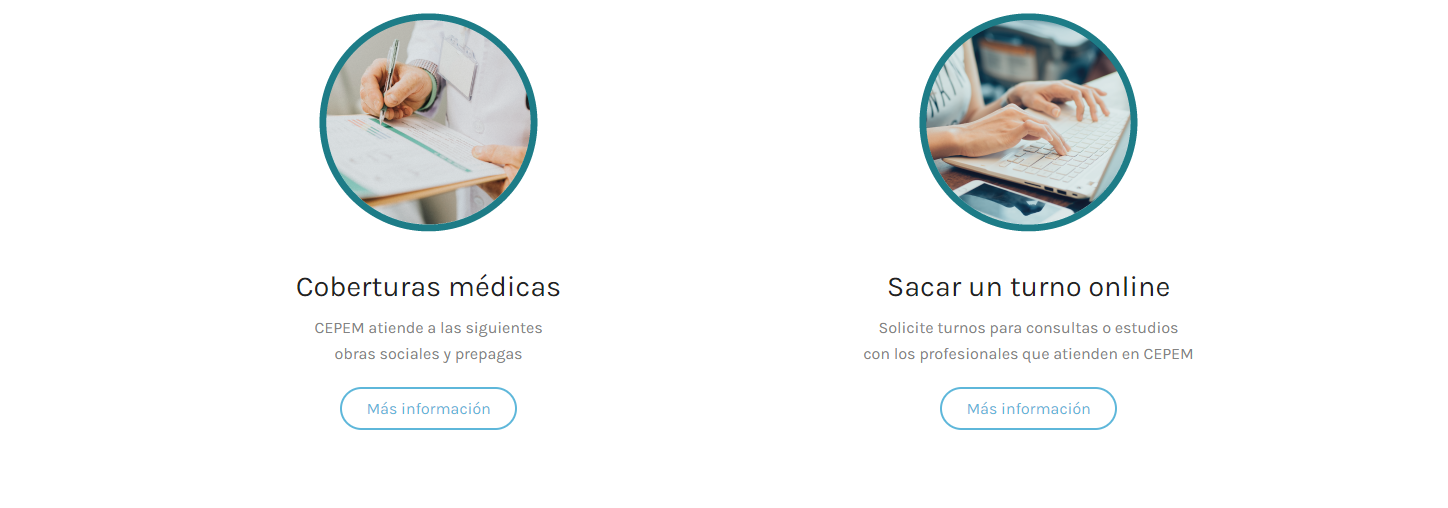 Coberturas médicas
CEPEM atiende a las siguientes
obras sociales y prepagas
Más información
Sacar un turno online
Solicite turnos para consultas o estudios
con los profesionales que atienden en CEPEM
Más información